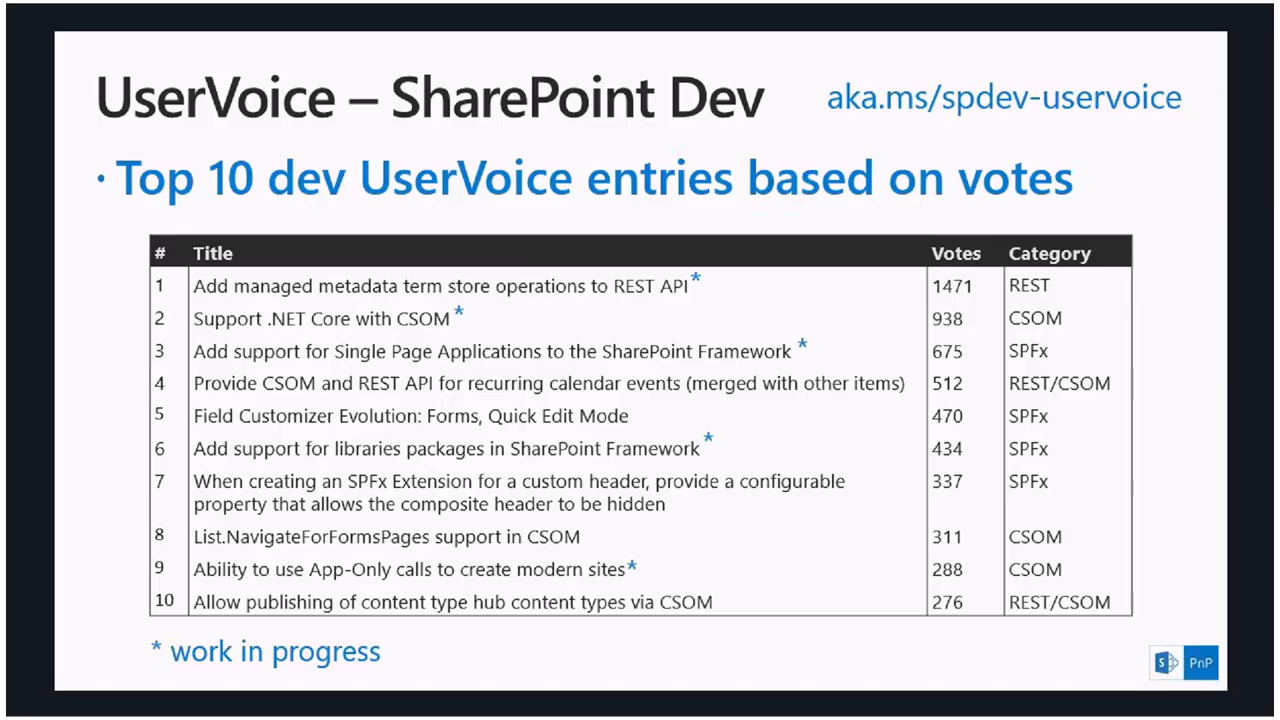 UserVoice – SharePoint Dev aka.ms/spdev-uservoice
· Top 10 dev UserVoice entries based on votes
# Title Votes Category
1 Add managed metadata term store operations to REST API* 1471 REST
2 Support .NET Core with CSOM * 938 CSOM
3 Add support for Single Page Applications to the SharePoint Framework * 675 SPFx
4 Provide CSOM and REST API for recurring calendar events (merged with other items) 512 REST/CSOM
5 Field Customizer Evolution: Forms, Quick Edit Mode 470 SPFx
6 Add support for libraries packages in SharePoint Framework * 434 SPFx
7 When creating an SPFx Extension for a custom header, provide a configurable 337 SPFx
property that allows the composite header to be hidden
8 List.NavigateForFormsPages support in CSOM 311 CSOM
9 Ability to use App-Only calls to create modern sites* 288 CSOM
10 Allow publishing of content type hub content types via CSOM 276 REST/CSOM
* work in progress
S PnP